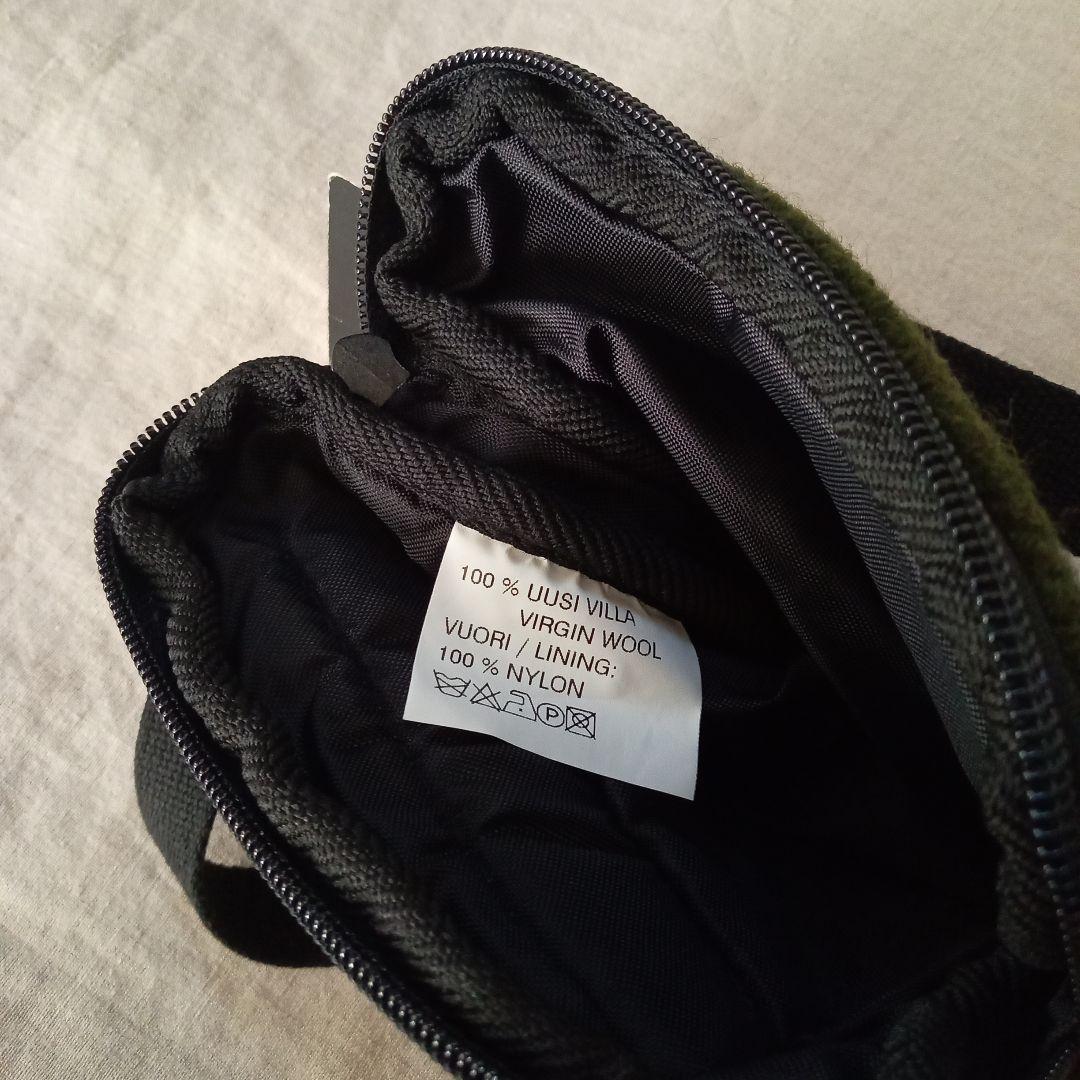 100 % UUSI VILLA
VIRGIN WOOL
VUORI / LINING:
100 % NYLON
P